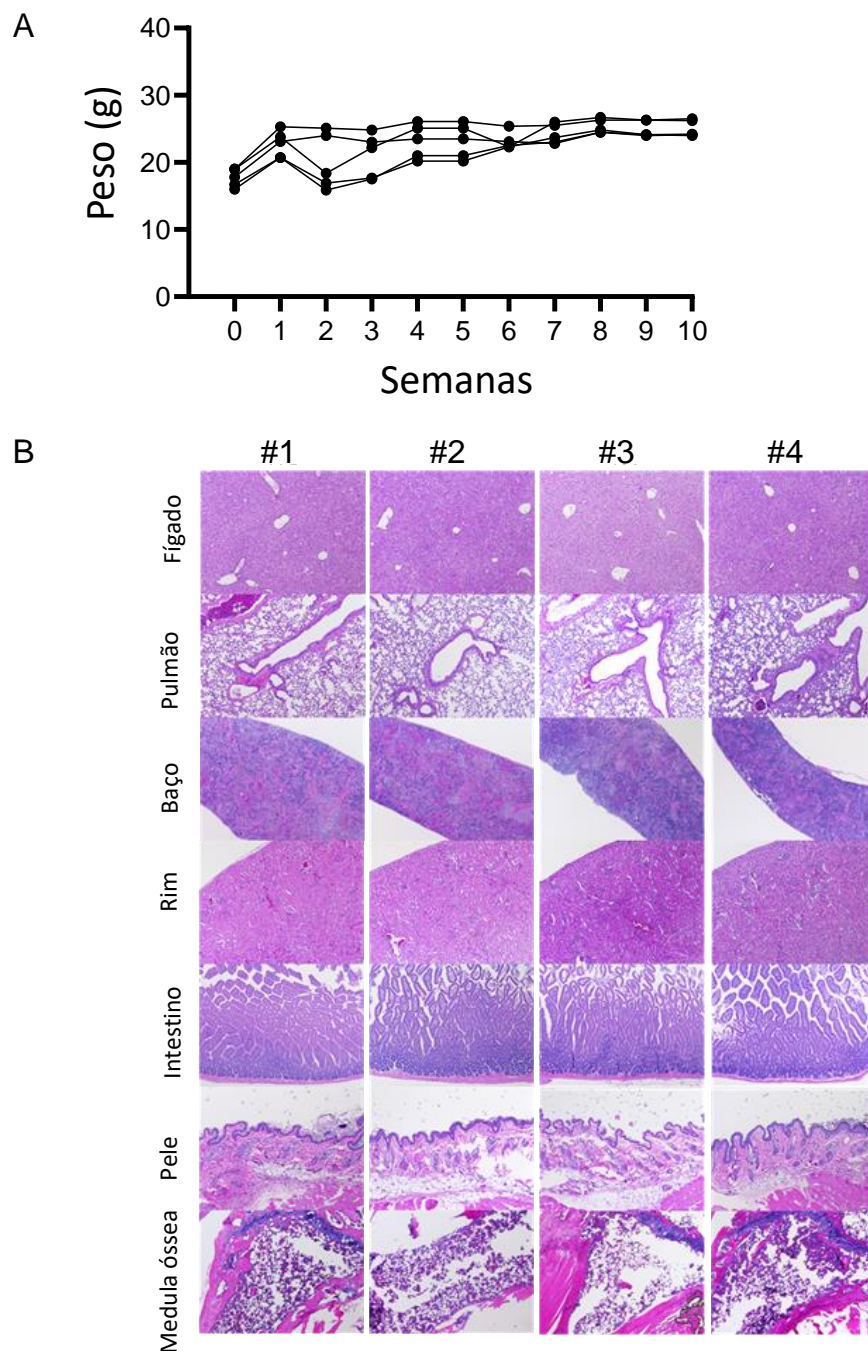 A
Peso (g)
40
30
20
10
0
0 1 2 3 4 5 6 7 8 9 10
Semanas
B
#1 #2 #3 #4
Fígado
Pulmão
Baço
Rim
Intestino
Pele
Medula óssea